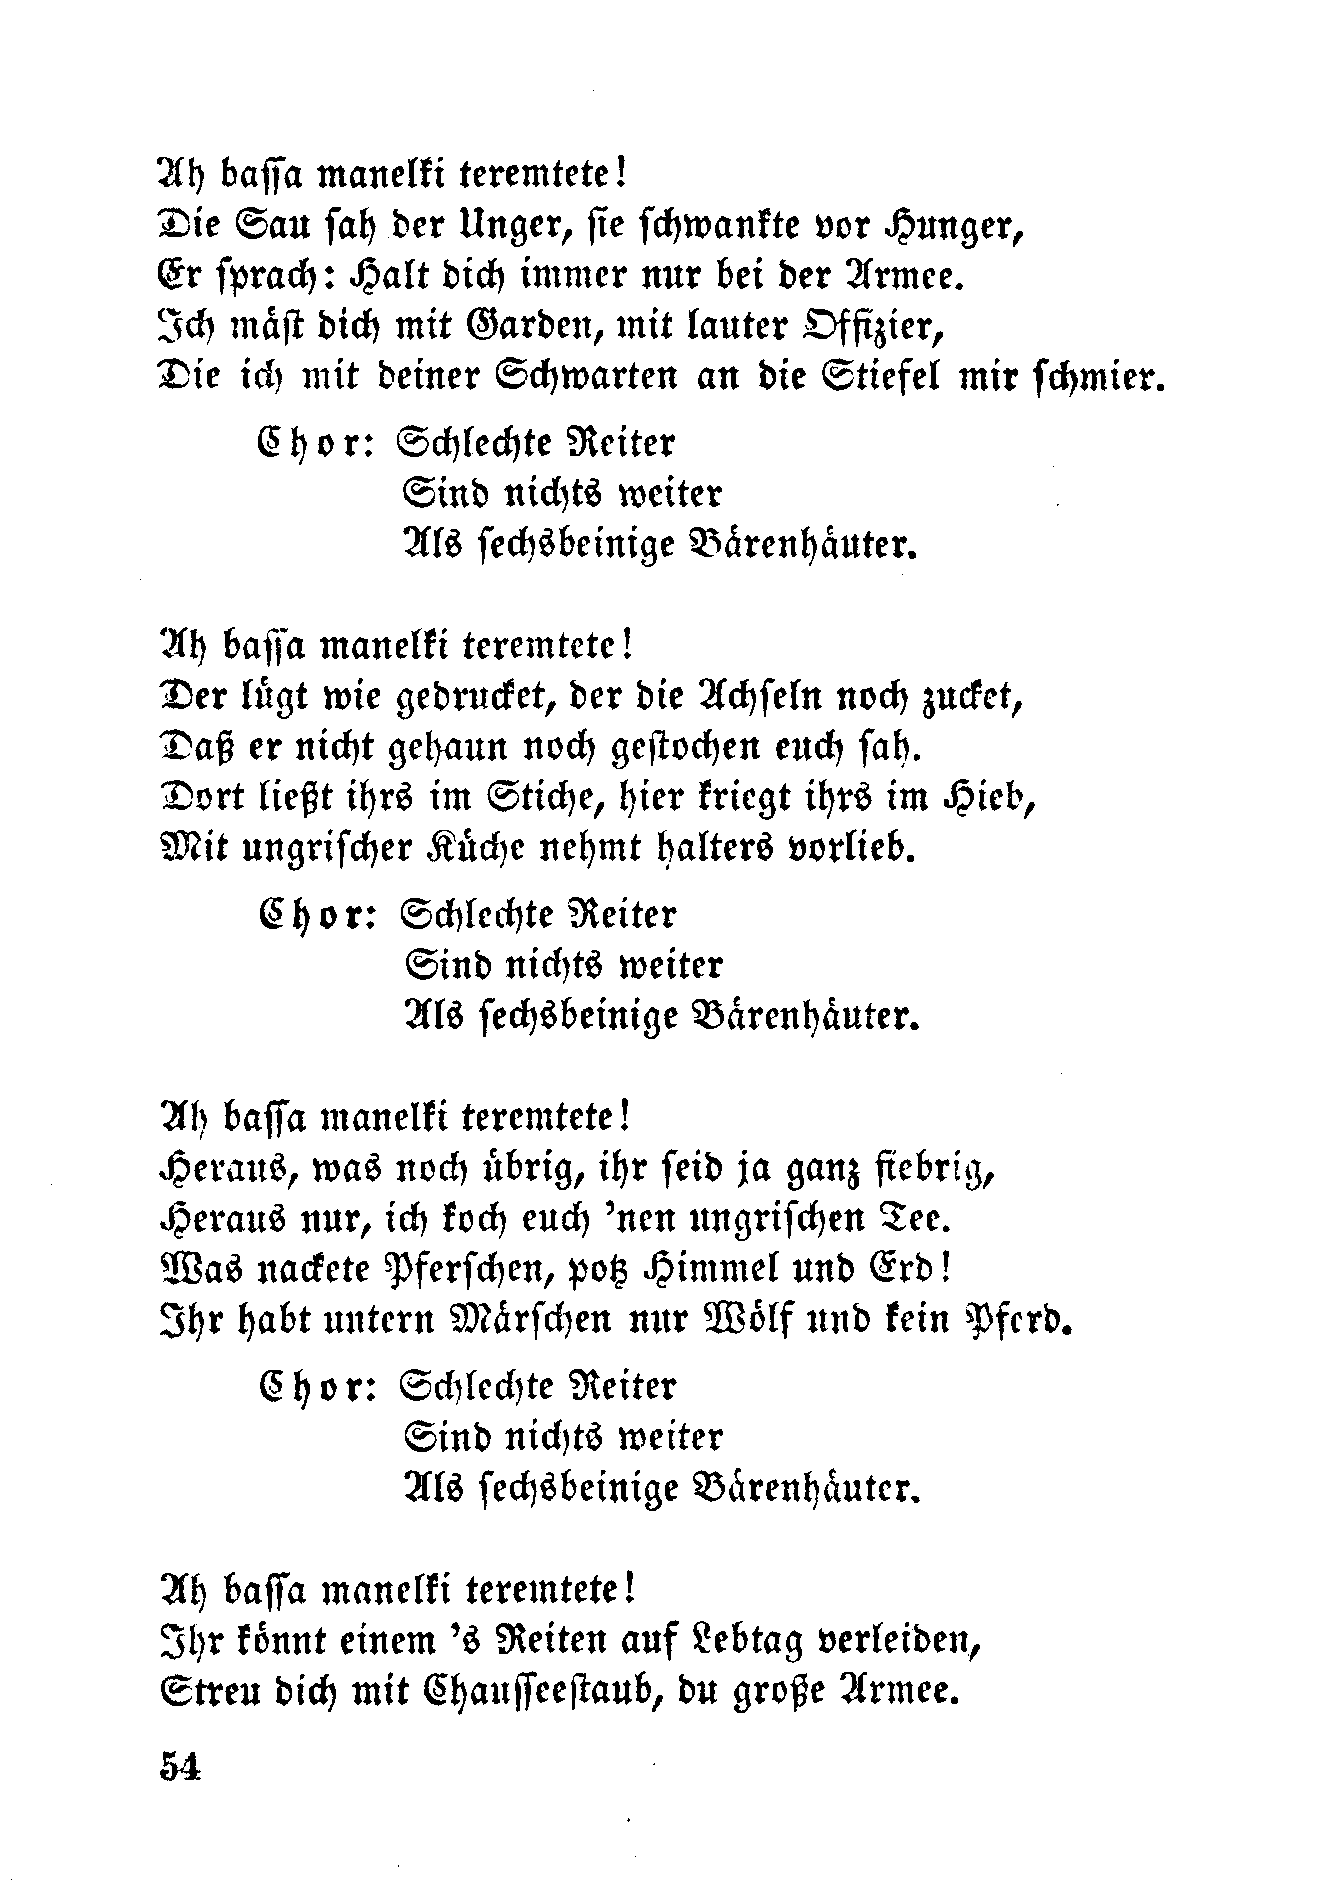 Ah bassa manelki teremtete!
Die Sau sah der Unger, sie schwankte vor Hunger,
Er sprach: Halt dich immer nur bei der Armee.
Ich mäst dich mit Garden, mit lauter Offizier,
Die ich mit deiner Schwarten an die Stiefel mir schmier.
Chor: Schlechte Reiter
Sind nichts weiter
Als sechsbeinige Bärenhäuter.
Ah bassa manelki teremtete!
Der lügt wie gedrucket, der die Achseln noch zucket,
Daß er nicht gehaun noch gestochen euch sah.
Dort ließt ihrs im Stiche, hier kriegt ihrs im Hieb,
Mit ungrischer Küche nehmt halters vorlieb.
Chor: Schlechte Reiter
Sind nichts weiter
Als sechsbeinige Bärenhäuter.
Ah bassa manelki teremtete!
Heraus, was noch übrig, ihr seid ja ganz fiebrig,
Heraus nur, ich koch euch 'nen ungrischen Tee.
Was nackete Pferschen, potz Himmel und Erd!
Ihr habt untern Märschen nur Wölf und kein Pferd.
Chor: Schlechte Reiter
Sind nichts weiter
Als sechsbeinige Bärenhäuter.
Ah bassa manelki teremtete!
Ihr könnt einem 's Reiten auf Lebtag verleiden,
Streu dich mit Chausseestaub, du große Armee.
54